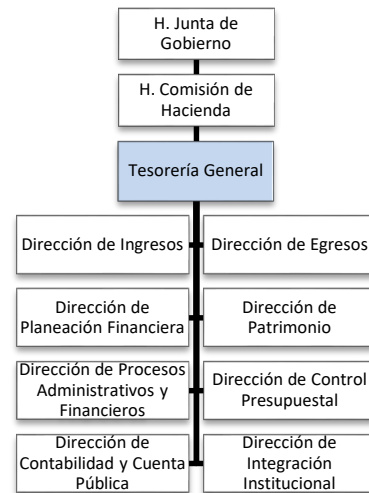 H. Junta de
Gobierno
H. Comisión de
Hacienda
Tesorería General
Dirección de Ingresos
Dirección de Egresos
Dirección de
Planeación Financiera
Dirección de
Patrimonio
Dirección de Procesos
Administrativos y
Financieros
Dirección de Control
Presupuestal
Dirección de
Contabilidad y Cuenta
Pública
Dirección de
Integración
Institucional